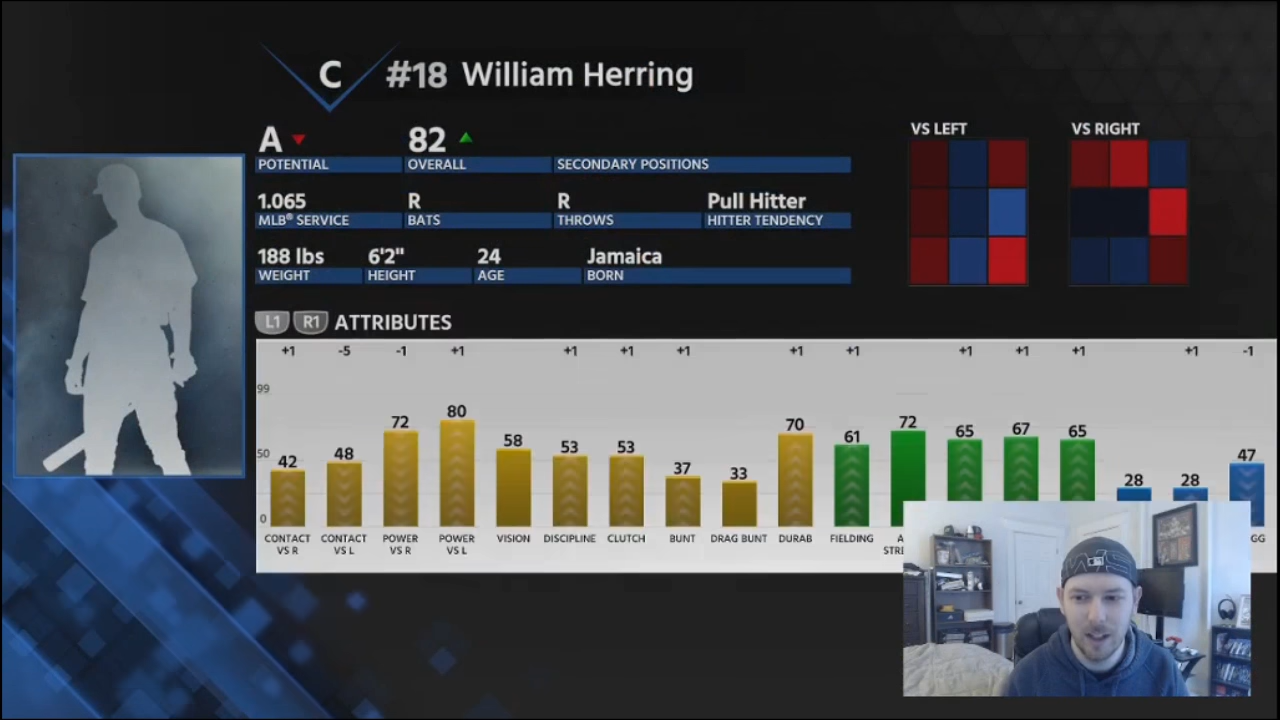 C #18 William Herring
A 82
POTENTIAL OVERALL SECONDARY POSITIONS
1.065 R R Pull Hitter
MLB® SERVICE BATS THROWS HITTER TENDENCY
188 lbs 6'2" 24 Jamaica
WEIGHT HEIGHT AGE BORN
VS LEFT VS RIGHT
L1 R1 ATTRIBUTES
+1 -5 -1 +1 +1 +1 +1 +1 +1 +1 +1 +1 +1 -1
99
50
0
42 48 72 80 58 53 53 37 33 70 61 72 65 67 65 28 28 47
CONTACT VS R
CONTACT VS L
POWER VS R
POWER VS L
VISION
DISCIPLINE
CLUTCH
BUNT
DRAG BUNT
DURAB
FIELDING